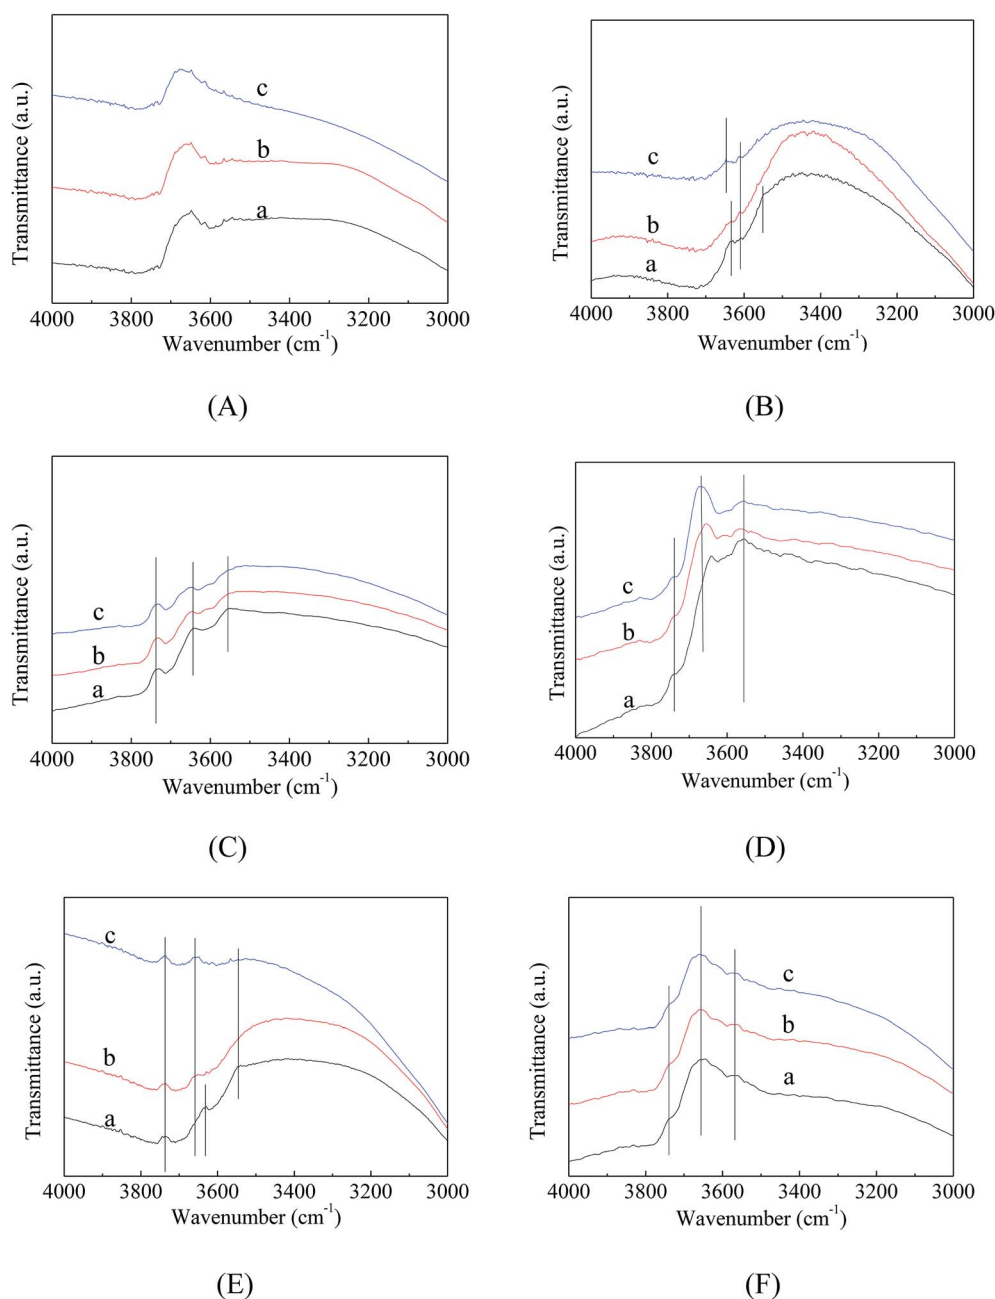 Transmittance (a.u.)
c
b
a
4000 3800 3600 3400 3200 3000
Wavenumber (cm⁻¹)
(A)
Transmittance (a.u.)
c
b
a
4000 3800 3600 3400 3200 3000
Wavenumber (cm⁻¹)
(B)
Transmittance (a.u.)
c
b
a
4000 3800 3600 3400 3200 3000
Wavenumber (cm⁻¹)
(C)
Transmittance (a.u.)
c
b
a
4000 3800 3600 3400 3200 3000
Wavenumber (cm⁻¹)
(D)
Transmittance (a.u.)
c
b
a
4000 3800 3600 3400 3200 3000
Wavenumber (cm⁻¹)
(E)
Transmittance (a.u.)
c
b
a
4000 3800 3600 3400 3200 3000
Wavenumber (cm⁻¹)
(F)